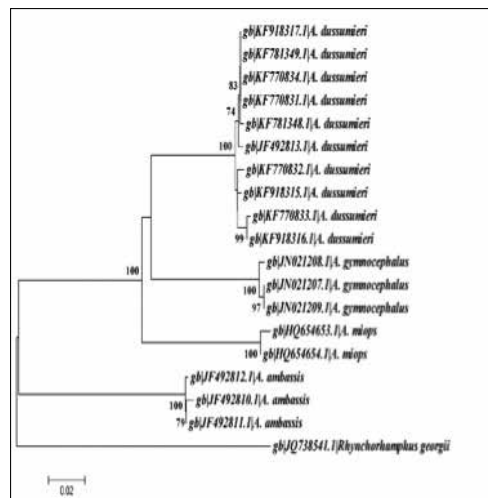 gb|KF918317.1|A. dussumieri
gb|KF781349.1|A. dussumieri
gb|KF770834.1|A. dussumieri
83
gb|KF770831.1|A. dussumieri
74
gb|KF781348.1|A. dussumieri
gb|JF492813.1|A. dussumieri
100
gb|KF770832.1|A. dussumieri
gb|KF918315.1|A. dussumieri
gb|KF770833.1|A. dussumieri
99
gb|KF918316.1|A. dussumieri
gb|JN021208.1|A. gymnocephalus
100
gb|JN021207.1|A. gymnocephalus
97
gb|JN021209.1|A. gymnocephalus
100
gb|HQ654653.1|A. miops
100
gb|HQ654654.1|A. miops
gb|JF492812.1|A. ambassis
100
gb|JF492810.1|A. ambassis
79
gb|JF492811.1|A. ambassis
gb|JQ738541.1|Rhynchorhamphus georgii
0.02